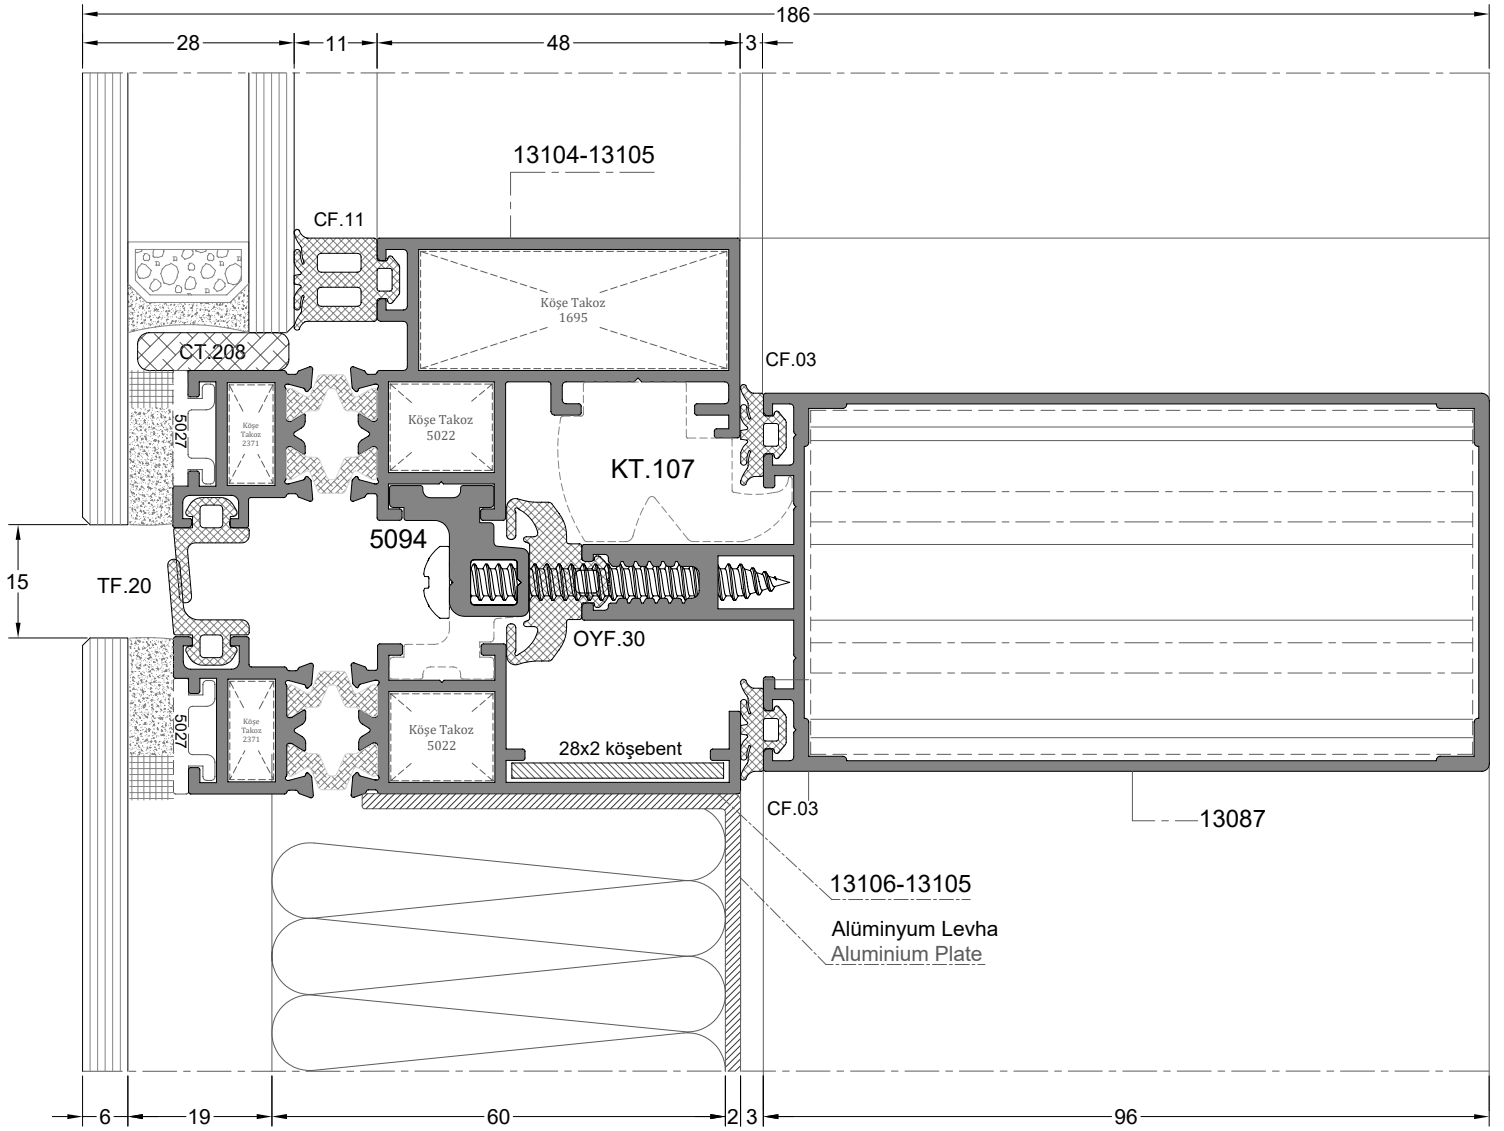 186
28
11
48
3
13104-13105
CF.11
Köşe Takoz
1695
CT.208
CF.03
5027
Köşe
Takoz
2371
Köşe Takoz
5022
KT.107
5094
15
TF.20
OYF.30
5027
Köşe
Takoz
2371
Köşe Takoz
5022
28x2 köşebent
CF.03
13087
13106-13105
Alüminyum Levha
Aluminium Plate
6
19
60
2
3
96